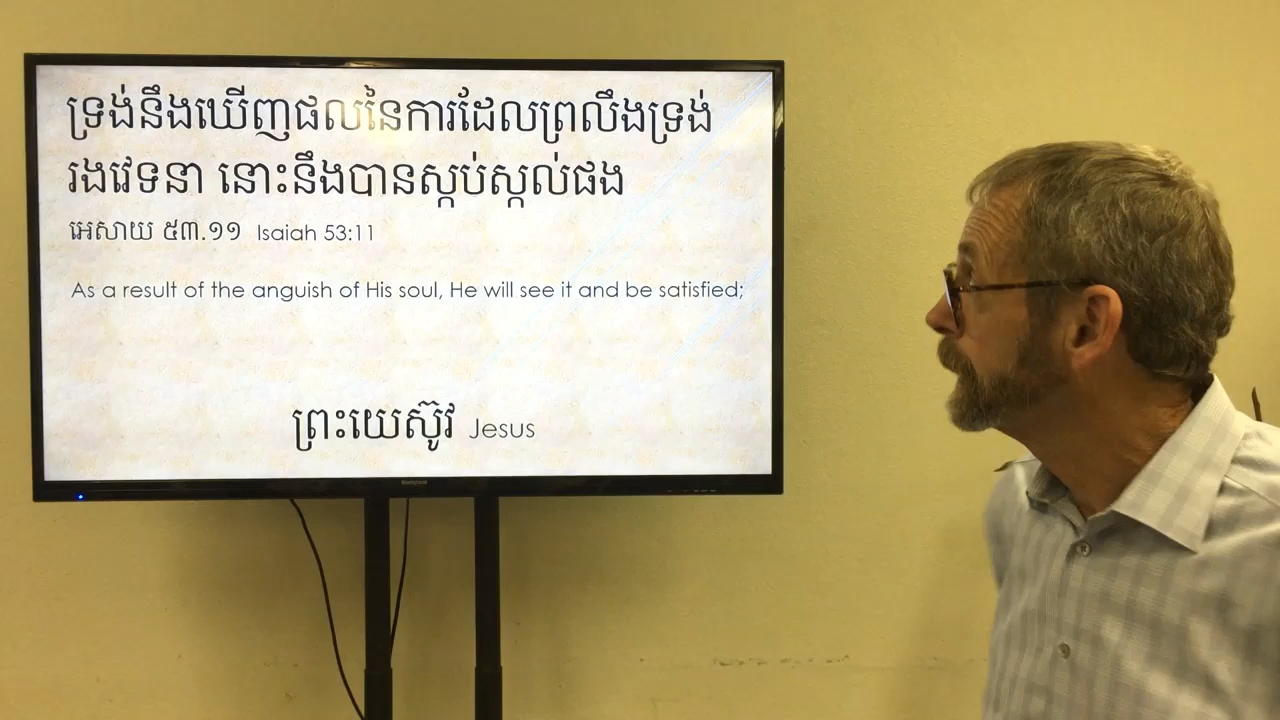 ទ្រង់នឹងឃើញផលនៃការដែលព្រលឹងទ្រង់
រងវេទនា នោះនឹងបានស្កប់ស្កល់ផង
អេសាយ ៥៣.១១ Isaiah 53:11
As a result of the anguish of His soul, He will see it and be satisfied;
ព្រះយេស៊ូវ Jesus